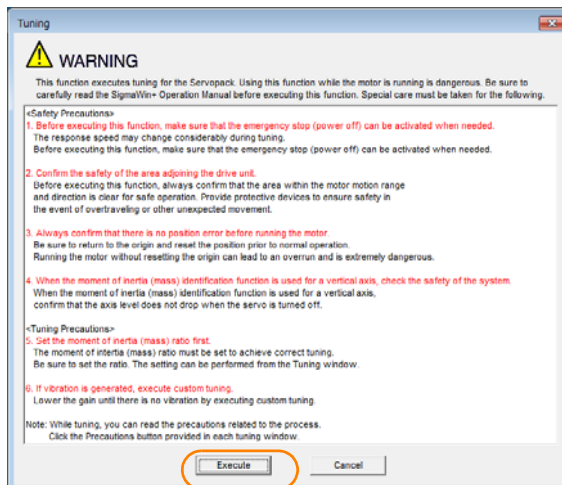 Tuning
WARNING
This function executes tuning for the Servopack. Using this function while the motor is running is dangerous. Be sure to
carefully read the SigmaWin+ Operation Manual before executing this function. Special care must be taken for the following.
<Safety Precautions>
1. Before executing this function, make sure that the emergency stop (power off) can be activated when needed.
The response speed may change considerably during tuning.
Before executing this function, make sure that the emergency stop (power off) can be activated when needed.
2. Confirm the safety of the area adjoining the drive unit.
Before executing this function, always confirm that the area within the motor motion range
and direction is clear for safe operation. Provide protective devices to ensure safety in
the event of overtraveling or other unexpected movement.
3. Always confirm that there is no position error before running the motor.
Be sure to return to the origin and reset the position prior to normal operation.
Running the motor without resetting the origin can lead to an overrun and is extremely dangerous.
4. When the moment of inertia (mass) identification function is used for a vertical axis, check the safety of the system.
When the moment of inertia (mass) identification function is used for a vertical axis,
confirm that the axis level does not drop when the servo is turned off.
<Tuning Precautions>
5. Set the moment of inertia (mass) ratio first.
The moment of intertia (mass) ratio must be set to achieve correct tuning.
Be sure to set the ratio. The setting can be performed from the Tuning window.
6. If vibration is generated, execute custom tuning.
Lower the gain until there is no vibration by executing custom tuning.
Note: While tuning, you can read the precautions related to the process.
Click the Precautions button provided in each tuning window.
Execute Cancel